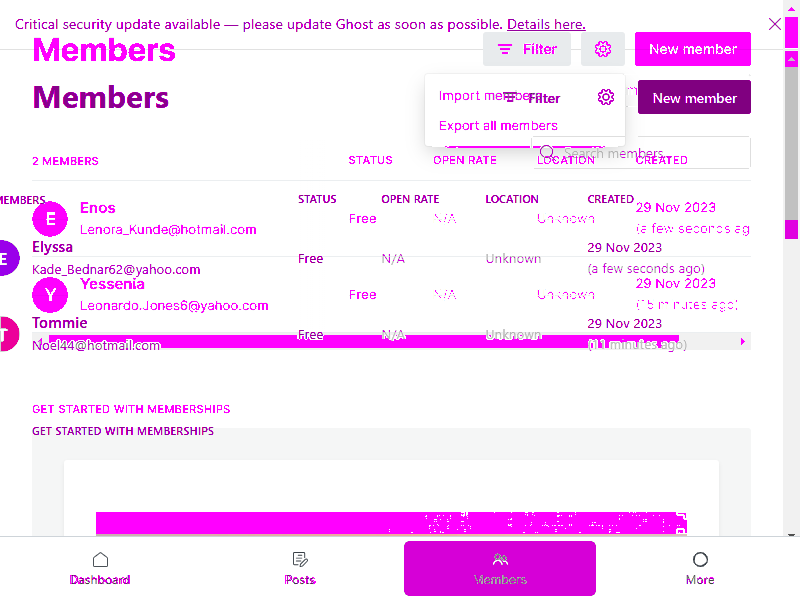 Critical security update available — please update Ghost as soon as possible. Details here.
Members
Filter
New member
Members
Import members
Filter
New member
Export all members
Search members
2 MEMBERS
STATUS
OPEN RATE
LOCATION
CREATED
MEMBERS
STATUS
OPEN RATE
LOCATION
CREATED
E
Enos
Lenora_Kunde@hotmail.com
Free
N/A
Unknown
29 Nov 2023
(a few seconds ag
E
Elyssa
Kade_Bednar62@yahoo.com
Free
N/A
Unknown
29 Nov 2023
(a few seconds ago)
Y
Yessenia
Leonardo.Jones6@yahoo.com
Free
N/A
Unknown
29 Nov 2023
(15 minutes ago)
T
Tommie
Noel44@hotmail.com
Free
N/A
Unknown
29 Nov 2023
(11 minutes ago)
GET STARTED WITH MEMBERSHIPS
GET STARTED WITH MEMBERSHIPS
Dashboard
Posts
Members
More